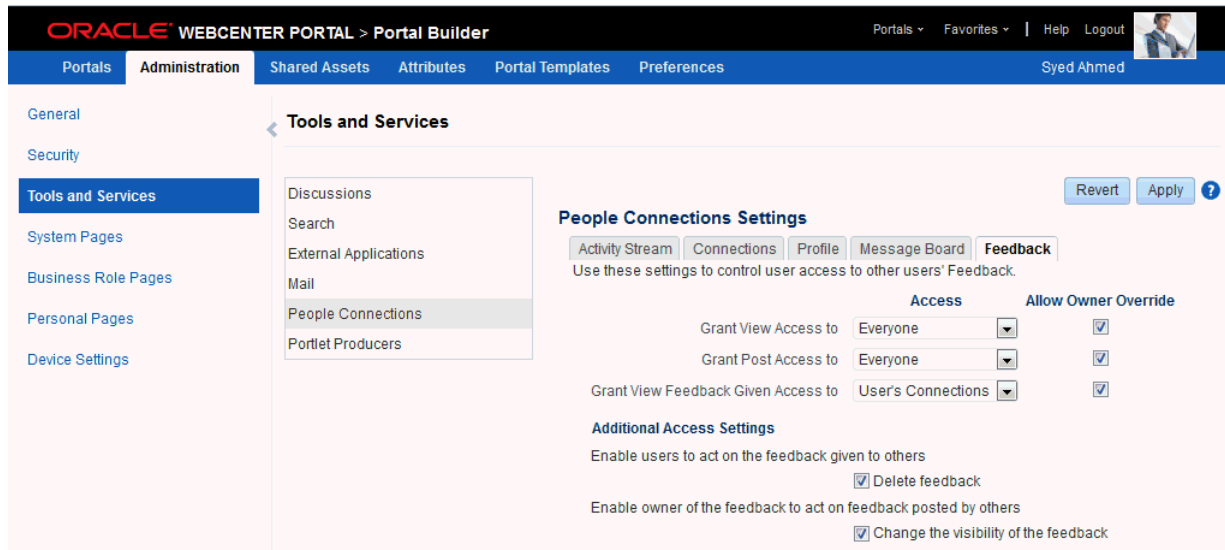 ORACLE WEBCENTER PORTAL > Portal Builder
Portals Favorites | Help Logout
Portals Administration Shared Assets Attributes Portal Templates Preferences Syed Ahmed
General
Security
Tools and Services
System Pages
Business Role Pages
Personal Pages
Device Settings
Tools and Services
Discussions
Search
External Applications
Mail
People Connections
Portlet Producers
Revert Apply ?
People Connections Settings
Activity Stream Connections Profile Message Board Feedback
Use these settings to control user access to other users' Feedback.
Access Allow Owner Override
Grant View Access to Everyone
Grant Post Access to Everyone
Grant View Feedback Given Access to User's Connections
Additional Access Settings
Enable users to act on the feedback given to others
Delete feedback
Enable owner of the feedback to act on feedback posted by others
Change the visibility of the feedback